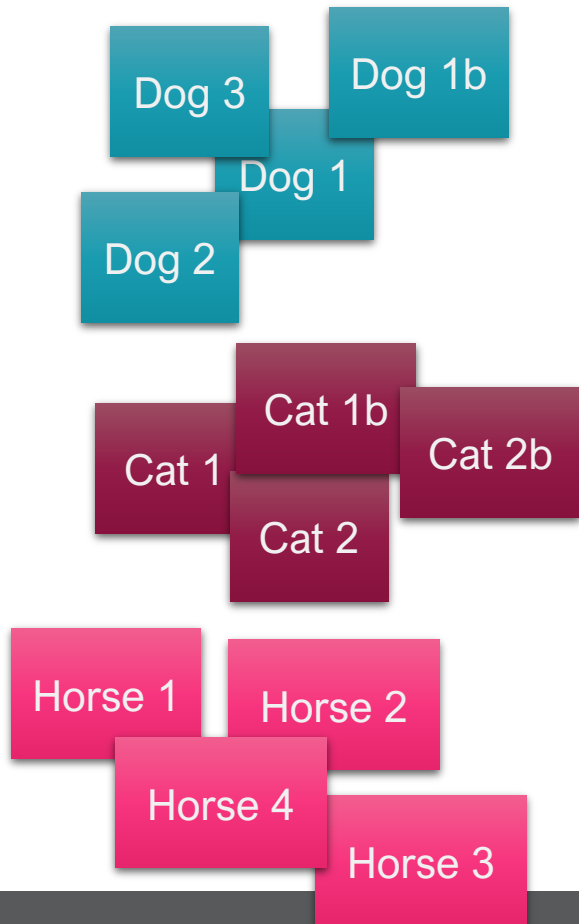 Dog 3
Dog 1b
Dog 1
Dog 2
Cat 1b
Cat 1
Cat 2b
Cat 2
Horse 1
Horse 2
Horse 4
Horse 3